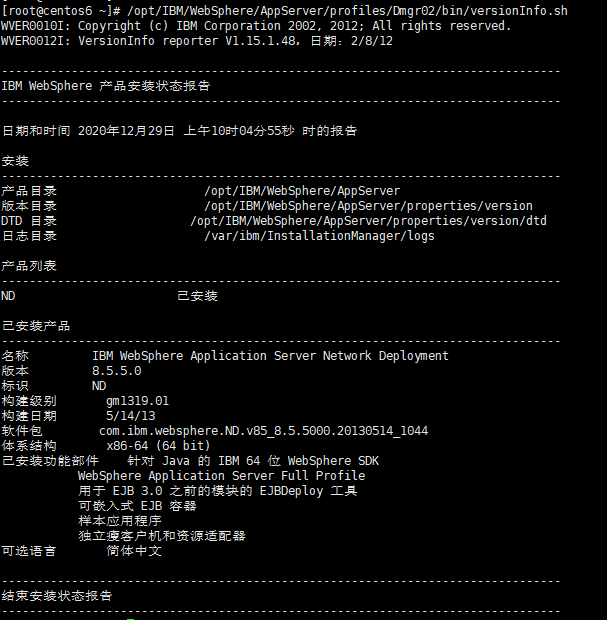 [root@centos6 ~]# /opt/IBM/WebSphere/AppServer/profiles/Dmgr02/bin/versionInfo.sh
WVER0010I: Copyright (c) IBM Corporation 2002, 2012; All rights reserved.
WVER0012I: VersionInfo reporter V1.15.1.48, 日期: 2/8/12
--------------------------------------------------------------------------------
IBM WebSphere 产品安装状态报告
--------------------------------------------------------------------------------
日期和时间 2020年12月29日 上午10时04分55秒 时的报告
安装
--------------------------------------------------------------------------------
产品目录 /opt/IBM/WebSphere/AppServer
版本目录 /opt/IBM/WebSphere/AppServer/properties/version
DTD 目录 /opt/IBM/WebSphere/AppServer/properties/version/dtd
日志目录 /var/ibm/InstallationManager/logs
产品列表
--------------------------------------------------------------------------------
ND 已安装
已安装产品
--------------------------------------------------------------------------------
名称 IBM WebSphere Application Server Network Deployment
版本 8.5.5.0
标识 ND
构建级别 gm1319.01
构建日期 5/14/13
软件包 com.ibm.websphere.ND.v85_8.5.5000.20130514_1044
体系结构 x86-64 (64 bit)
已安装功能部件 针对 Java 的 IBM 64 位 WebSphere SDK
WebSphere Application Server Full Profile
用于 EJB 3.0 之前的模块的 EJBDeploy 工具
可嵌入式 EJB 容器
样本应用程序
独立瘦客户机和资源适配器
可选语言 简体中文
--------------------------------------------------------------------------------
结束安装状态报告
--------------------------------------------------------------------------------